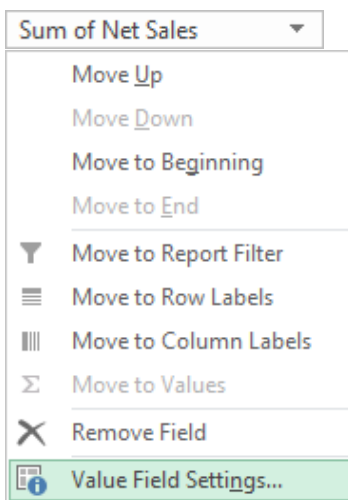 Sum of Net Sales
Move Up
Move Down
Move to Beginning
Move to End
Move to Report Filter
Move to Row Labels
Move to Column Labels
Σ Move to Values
Remove Field
Value Field Settings...